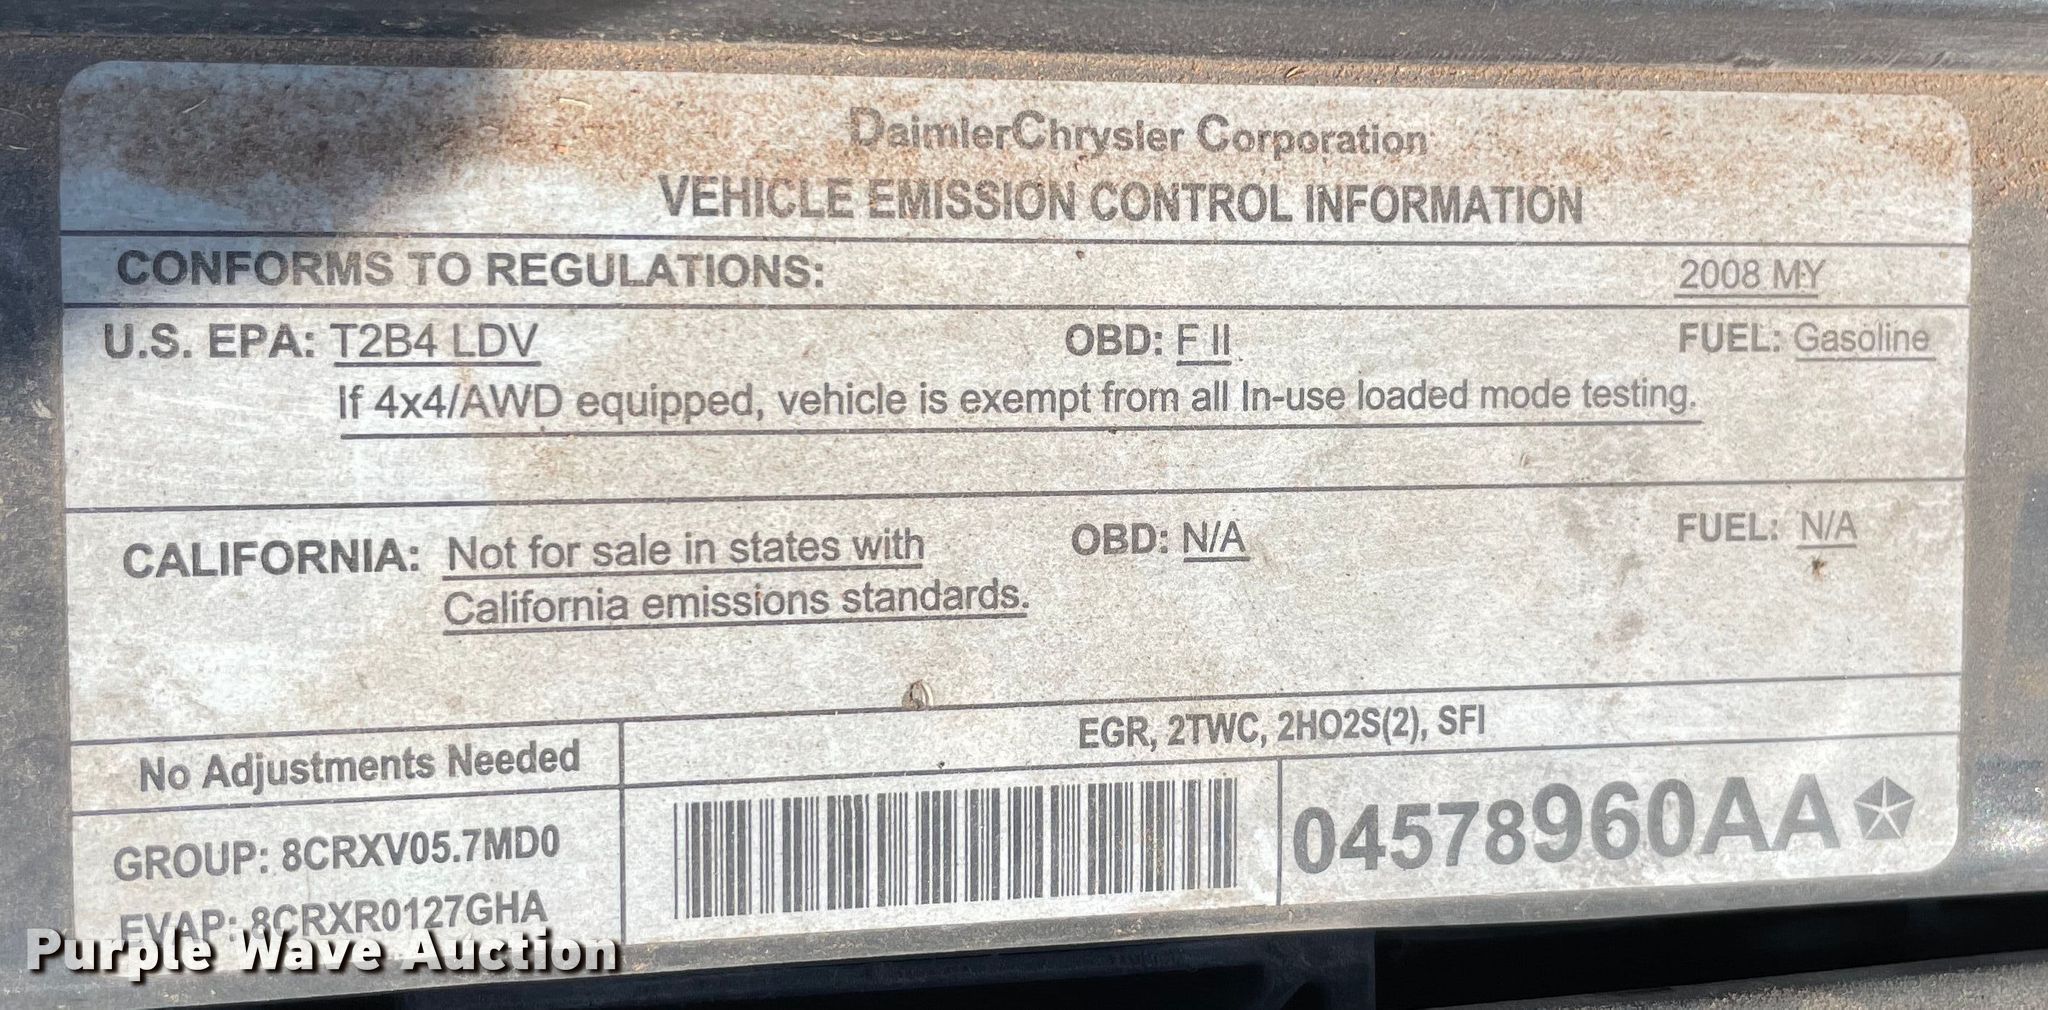 DaimlerChrysler Corporation
VEHICLE EMISSION CONTROL INFORMATION
CONFORMS TO REGULATIONS: 2008 MY
U.S. EPA: T2B4 LDV OBD: F II FUEL: Gasoline
If 4x4/AWD equipped, vehicle is exempt from all In-use loaded mode testing.
CALIFORNIA: Not for sale in states with OBD: N/A FUEL: N/A
California emissions standards.
EGR, 2TWC, 2HO2S(2), SFI
No Adjustments Needed
GROUP: 8CRXV05.7MD0
EVAP: 8CRXR0127GHA
04578960AA
Purple Wave Auction